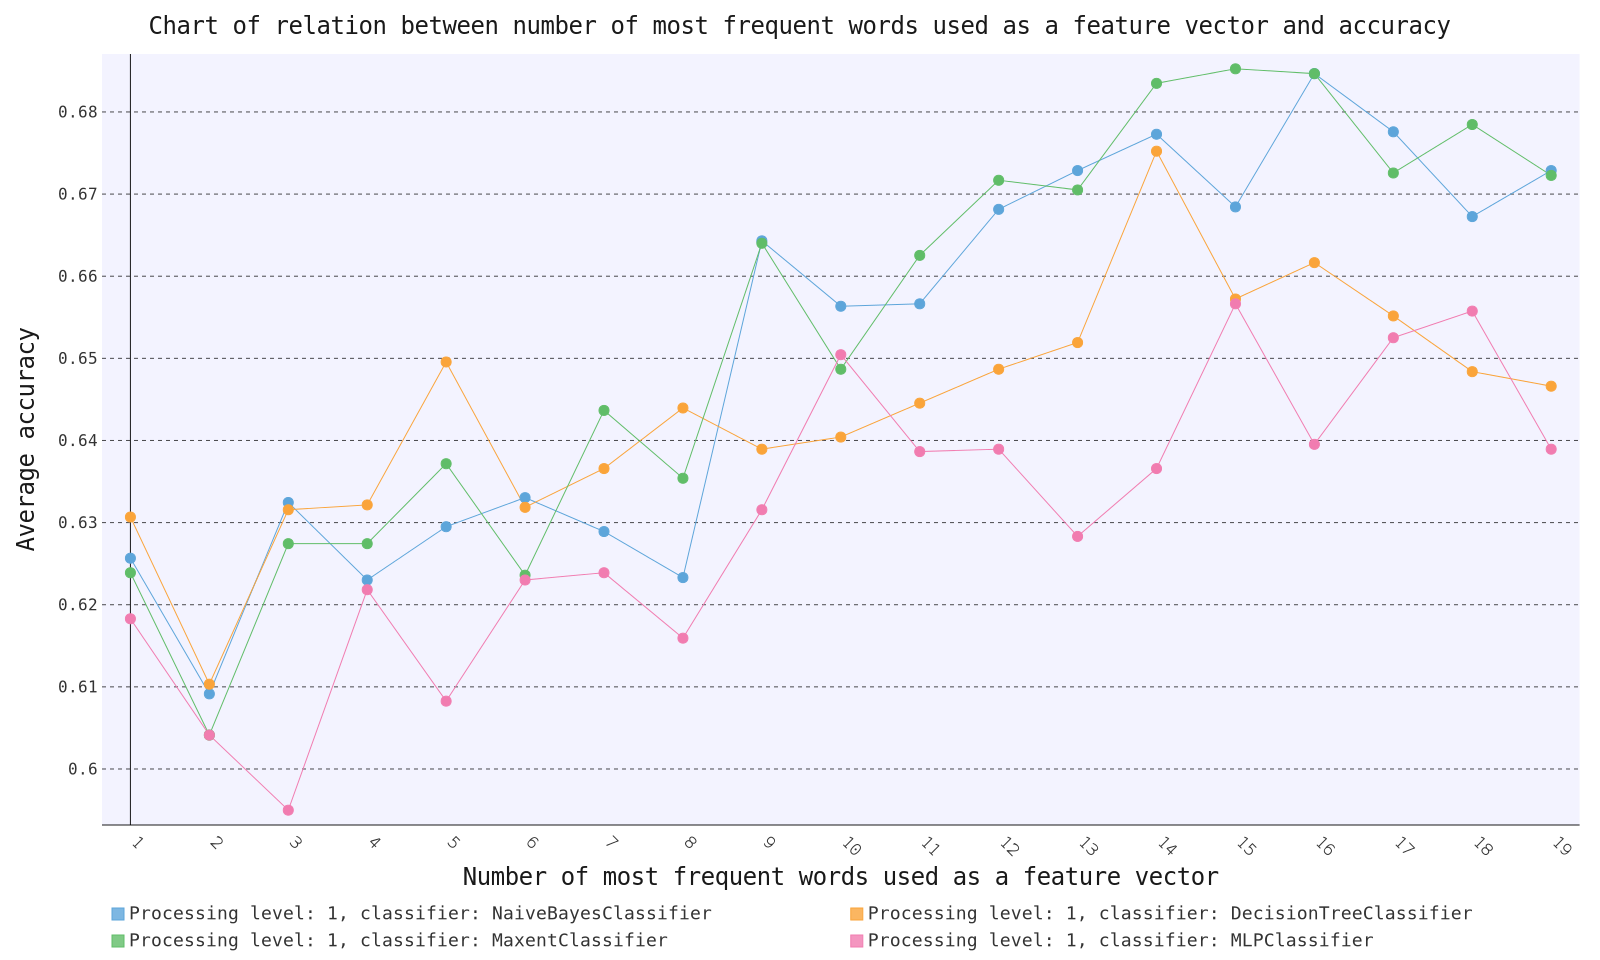 Chart of relation between number of most frequent words used as a feature vector and accuracy
Average accuracy
0.68
0.67
0.66
0.65
0.64
0.63
0.62
0.61
0.6
1 2 3 4 5 6 7 8 9 10 11 12 13 14 15 16 17 18 19
Number of most frequent words used as a feature vector
Processing level: 1, classifier: NaiveBayesClassifier
Processing level: 1, classifier: DecisionTreeClassifier
Processing level: 1, classifier: MaxentClassifier
Processing level: 1, classifier: MLPClassifier